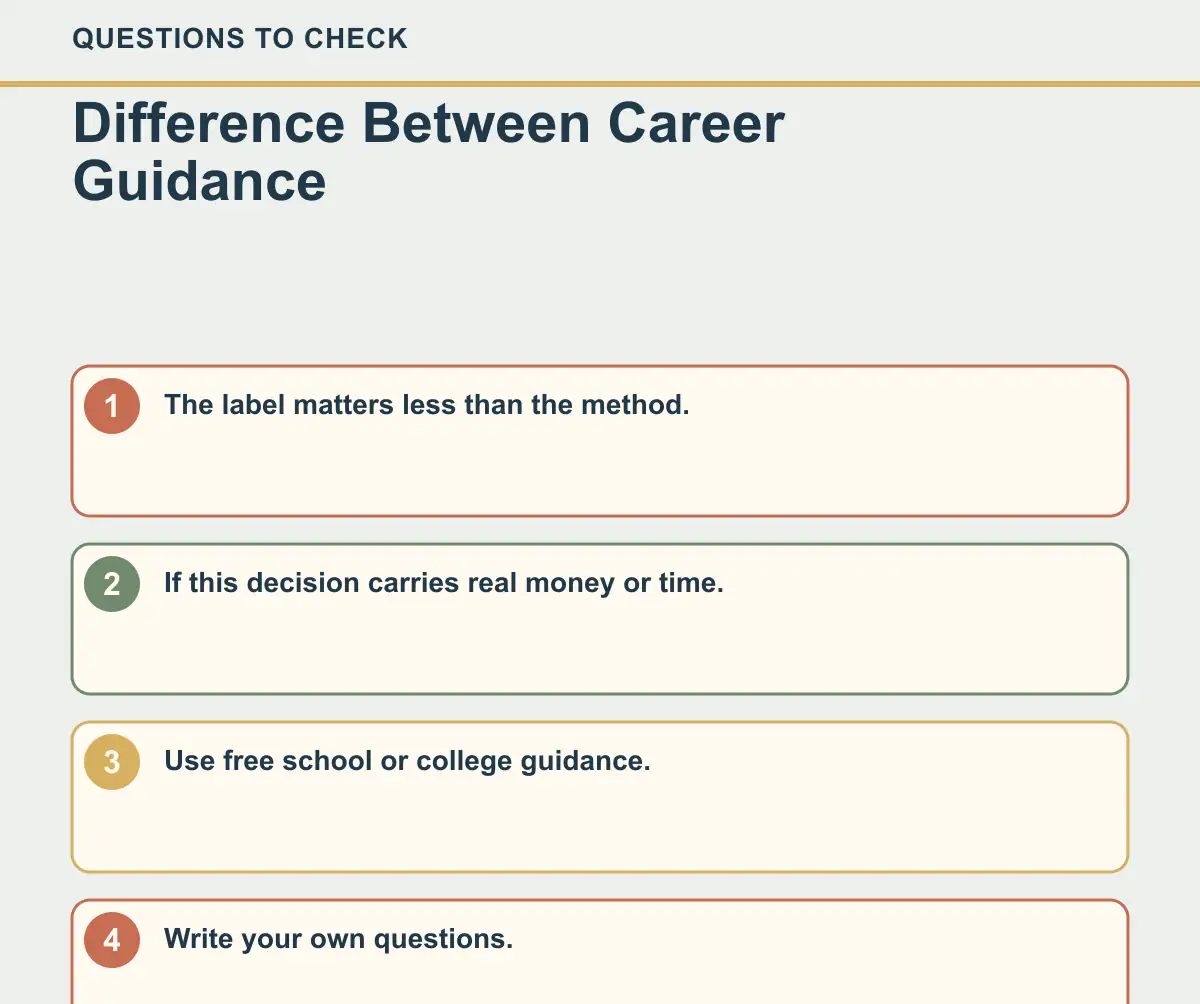 QUESTIONS TO CHECK
Difference Between Career
Guidance
1
The label matters less than the method.
2
If this decision carries real money or time.
3
Use free school or college guidance.
4
Write your own questions.